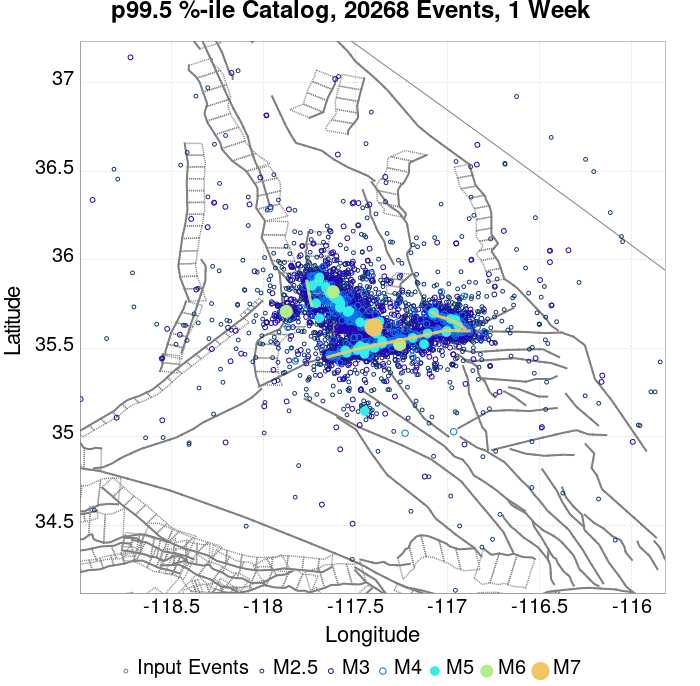 p99.5 %-ile Catalog, 20268 Events, 1 Week
37
36.5
36
35.5
35
34.5
Latitude
-118.5 -118 -117.5 -117 -116.5 -116
Longitude
Input Events M2.5 M3 M4 M5 M6 M7